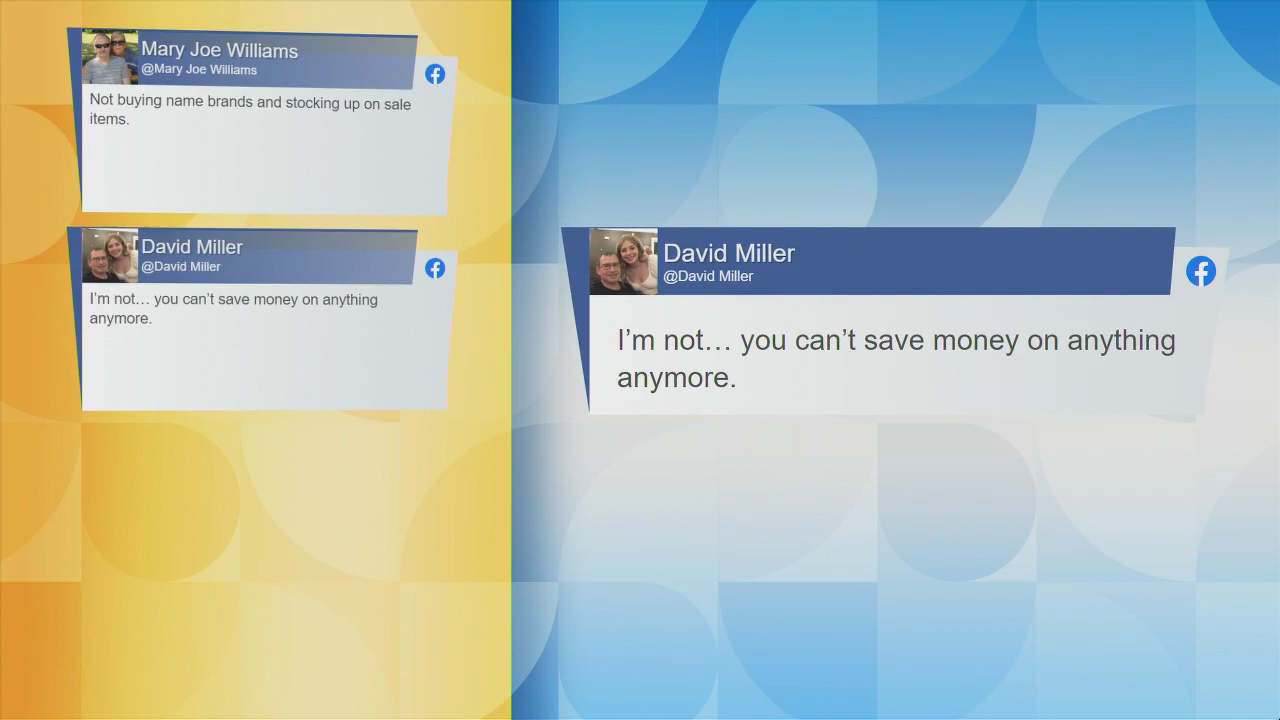 Mary Joe Williams
@Mary Joe Williams
Not buying name brands and stocking up on sale
items.
David Miller
@David Miller
I’m not… you can’t save money on anything
anymore.
David Miller
@David Miller
I’m not… you can’t save money on anything
anymore.